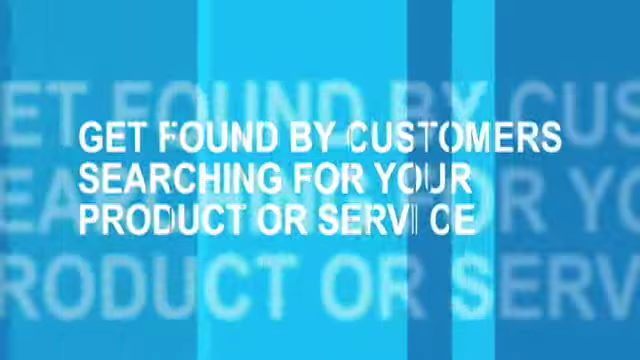 GET FOUND BY CUSTOMERS
SEARCHING FOR YOUR
PRODUCT OR SERVICE